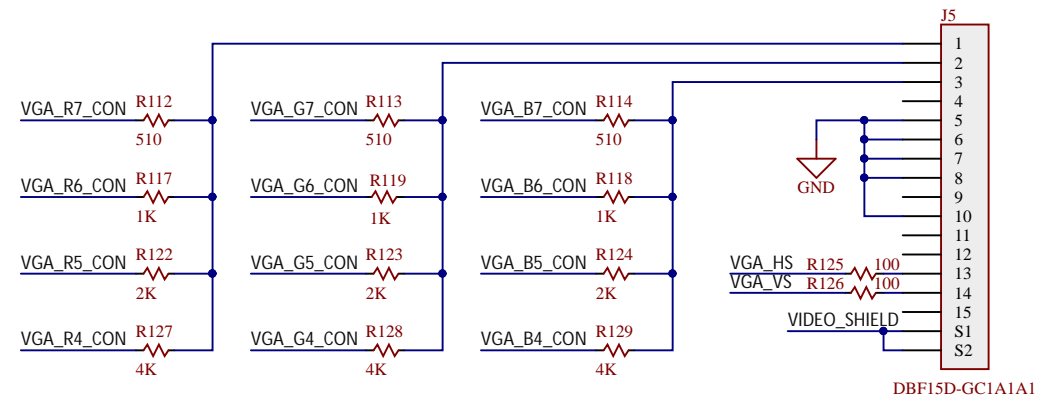 J5
1
2
3
VGA_R7_CON R112 VGA_G7_CON R113 VGA_B7_CON R114 4
510 510 510 5
6
7
VGA_R6_CON R117 VGA_G6_CON R119 VGA_B6_CON R118 GND 8
9
1K 1K 1K 10
11
VGA_R5_CON R122 VGA_G5_CON R123 VGA_B5_CON R124 12
VGA_HS R125 100 13
2K 2K 2K VGA_VS R126 100 14
15
VGA_R4_CON R127 VGA_G4_CON R128 VGA_B4_CON R129 VIDEO_SHIELD S1
S2
4K 4K 4K
DBF15D-GC1A1A1